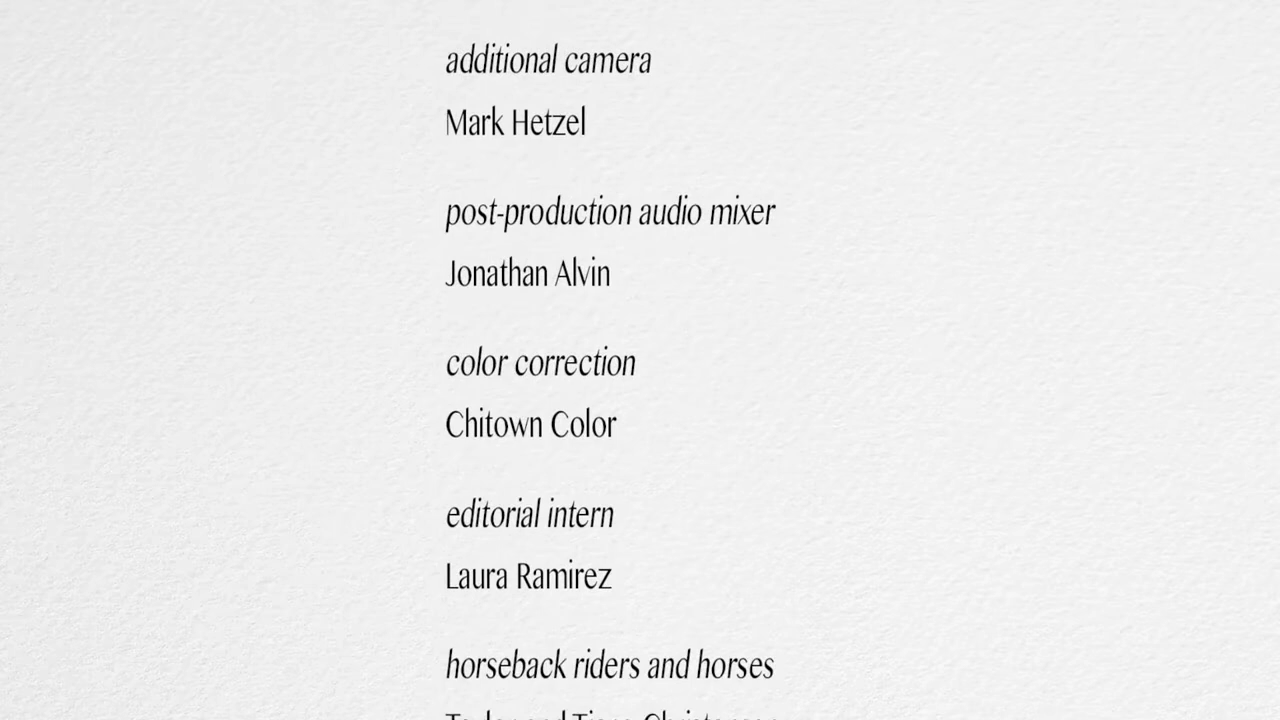 additional camera
Mark Hetzel
post-production audio mixer
Jonathan Alvin
color correction
Chitown Color
editorial intern
Laura Ramirez
horseback riders and horses